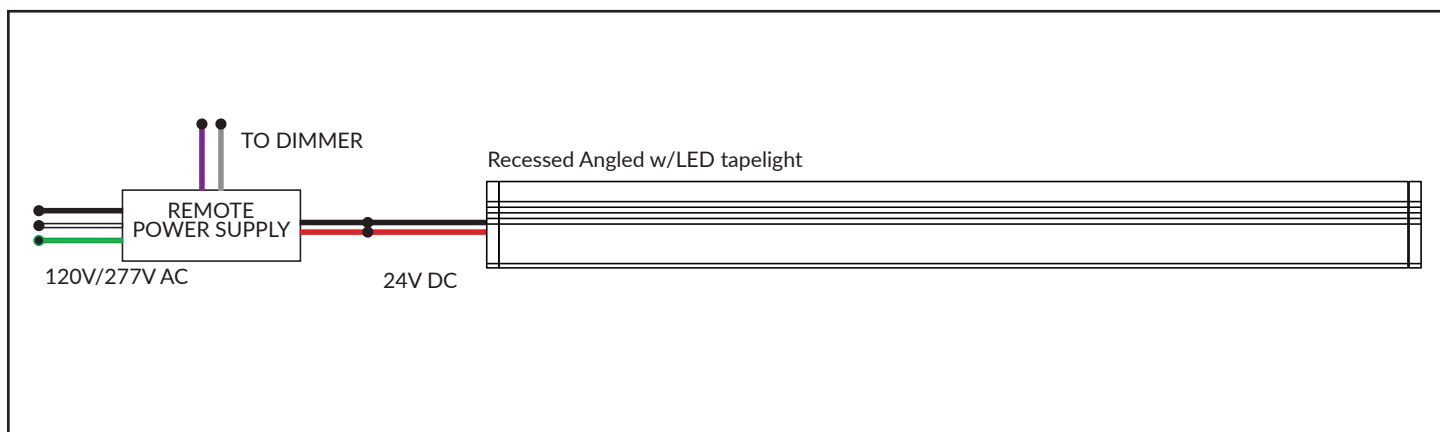 TO DIMMER
Recessed Angled w/LED tapelight
REMOTE
POWER SUPPLY
120V/277V AC
24V DC